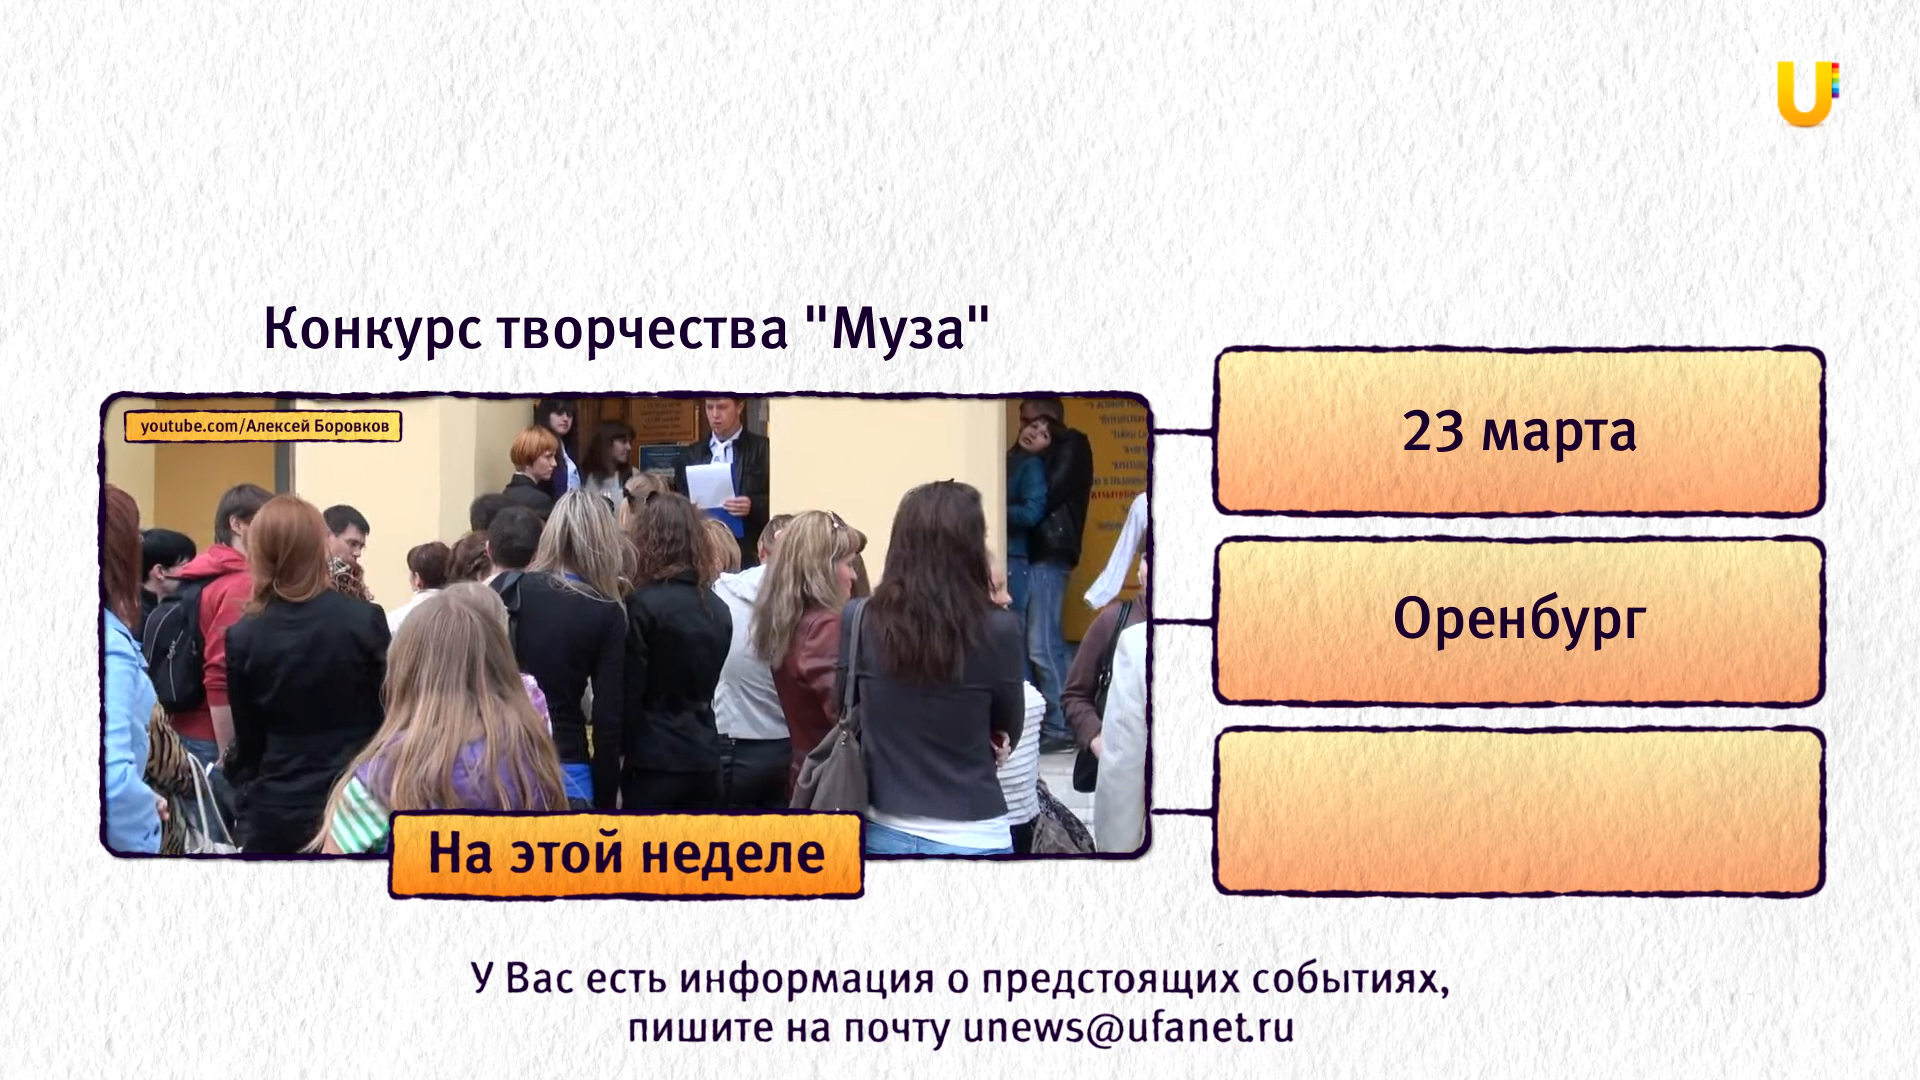 Конкурс творчества "Муза"
youtube.com/Алексей Боровков
23 марта
Оренбург
На этой неделе
У Вас есть информация о предстоящих событиях,
пишите на почту unews@ufanet.ru